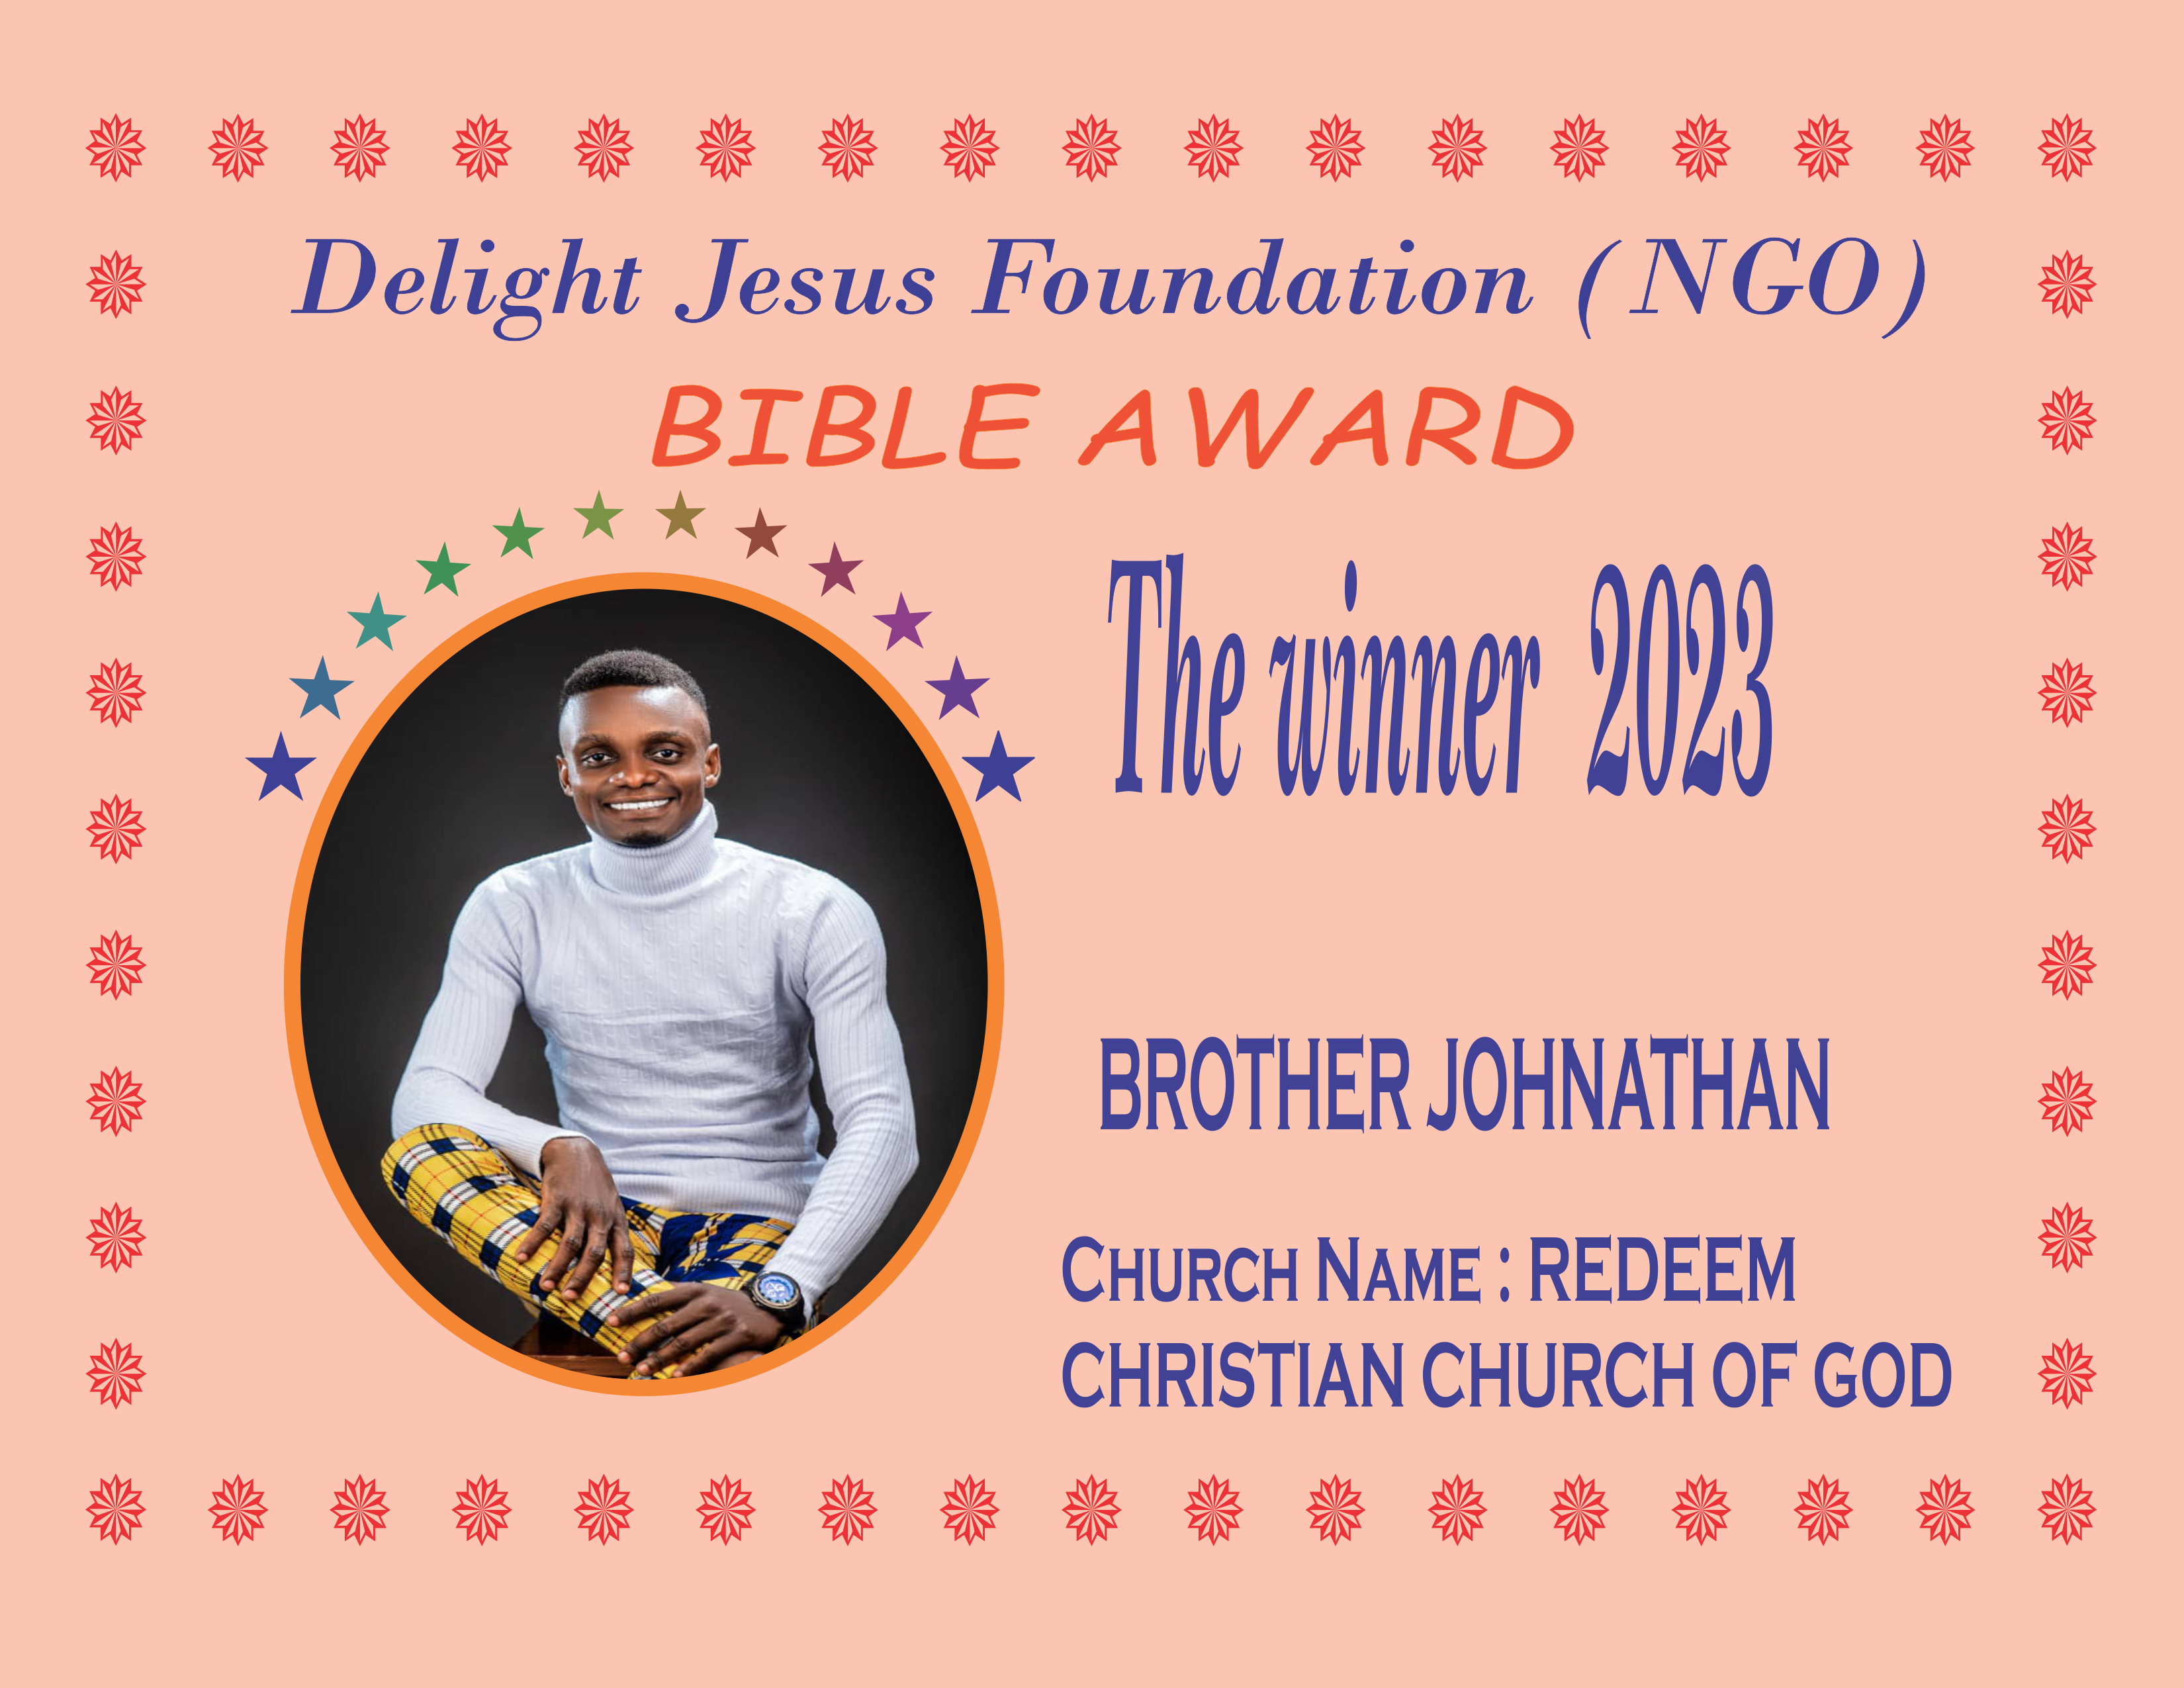 Delight Jesus Foundation (NGO)
BIBLE AWARD
The winner 2023
BROTHER JOHNATHAN
CHURCH NAME : REDEEM
CHRISTIAN CHURCH OF GOD